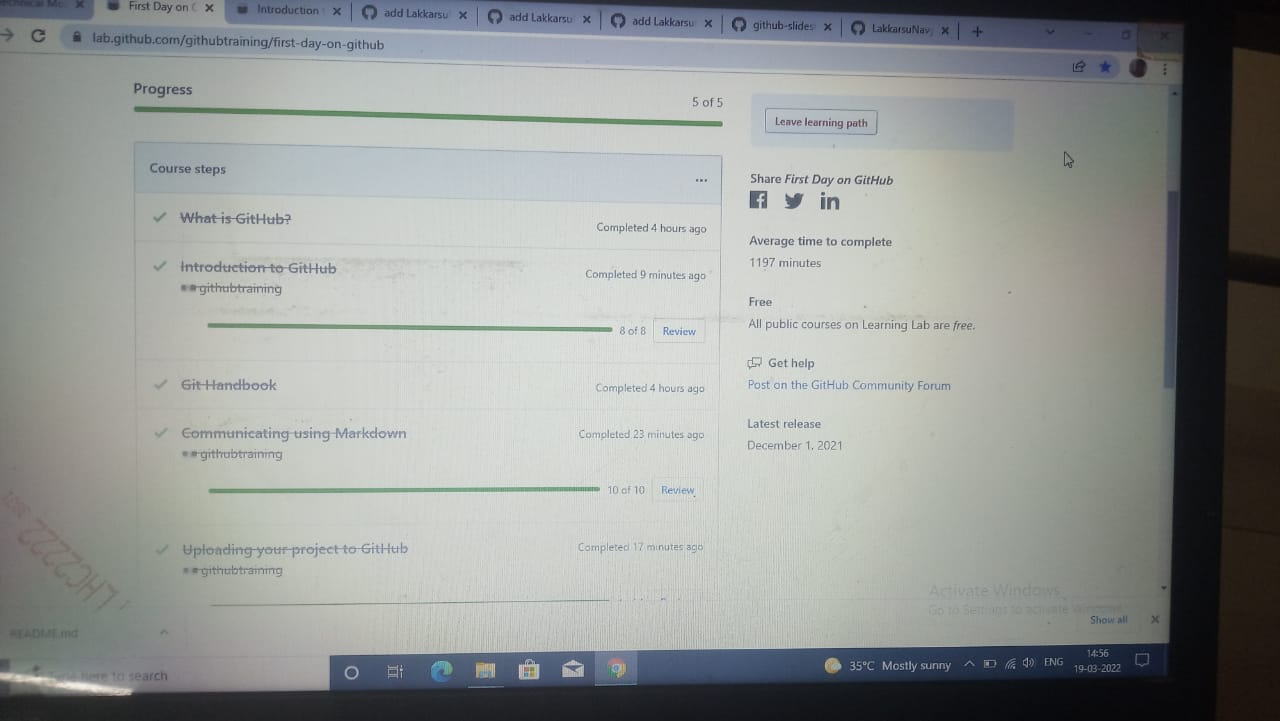 First Day on
Introduction
add Lakkarsu
add Lakkarsu
add Lakkarsu
github-slides
LakkarsuNav
lab.github.com/githubtraining/first-day-on-github
Progress
5 of 5
Course steps
...
What is GitHub?
Completed 4 hours ago
Introduction to GitHub
Completed 9 minutes ago
githubtraining
8 of 8
Review
Git Handbook
Completed 4 hours ago
Communicating using Markdown
Completed 23 minutes ago
githubtraining
10 of 10
Review
Uploading your project to GitHub
Completed 17 minutes ago
githubtraining
Leave learning path
Share First Day on GitHub
Average time to complete
1197 minutes
Free
All public courses on Learning Lab are free.
Get help
Post on the GitHub Community Forum
Latest release
December 1, 2021
LHC2222
Activate Windows
Go to Settings to activate Windows.
README.md
Show all
Type here to search
35°C Mostly sunny
ENG
14:56
19-03-2022